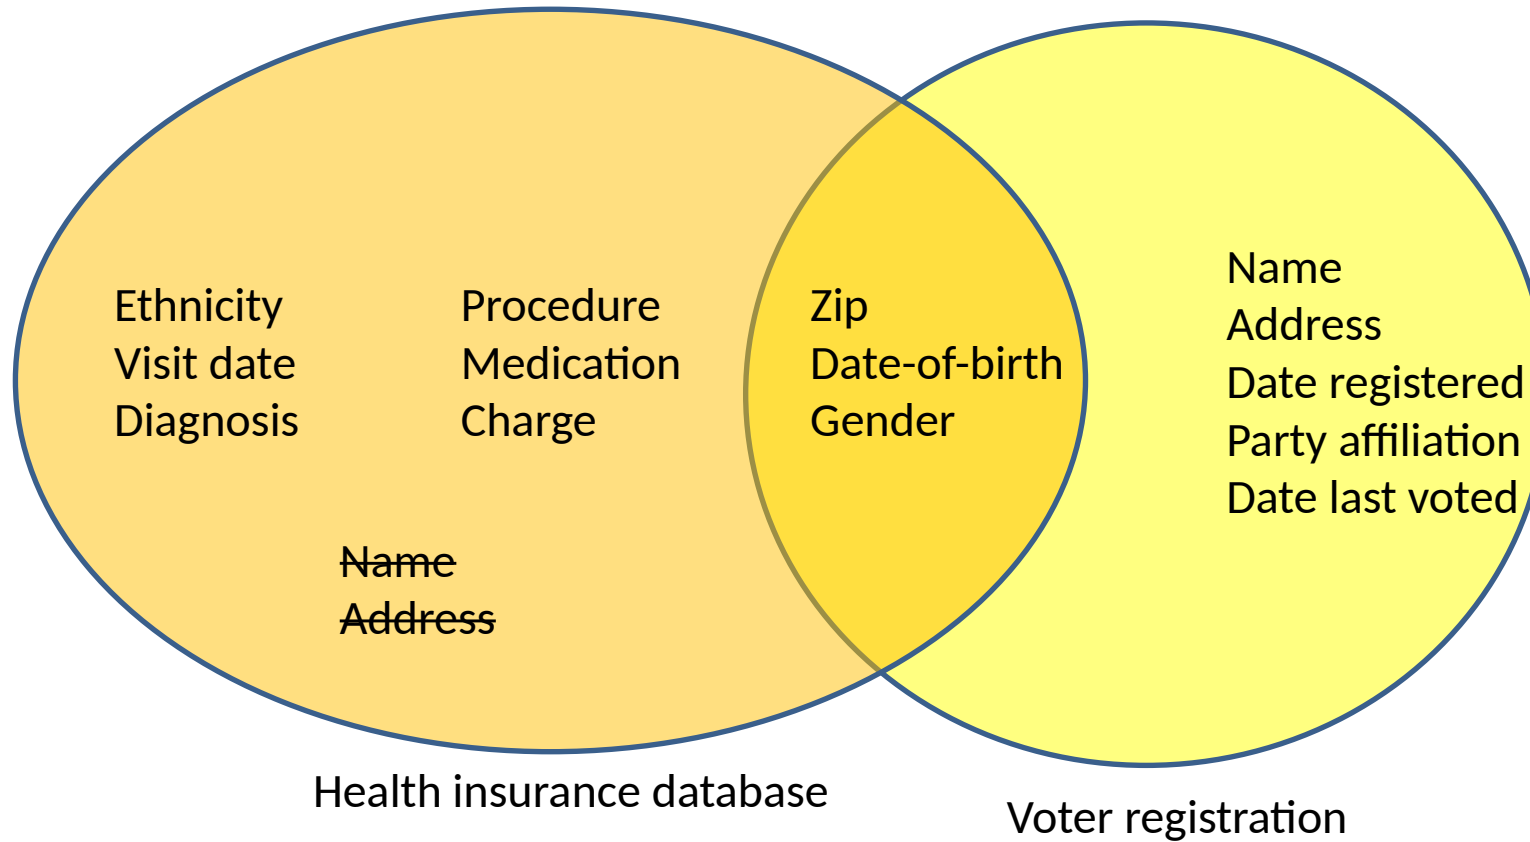 Ethnicity
Visit date
Diagnosis
Procedure
Medication
Charge
Name
Address
Zip
Date-of-birth
Gender
Name
Address
Date registered
Party affiliation
Date last voted
Health insurance database
Voter registration